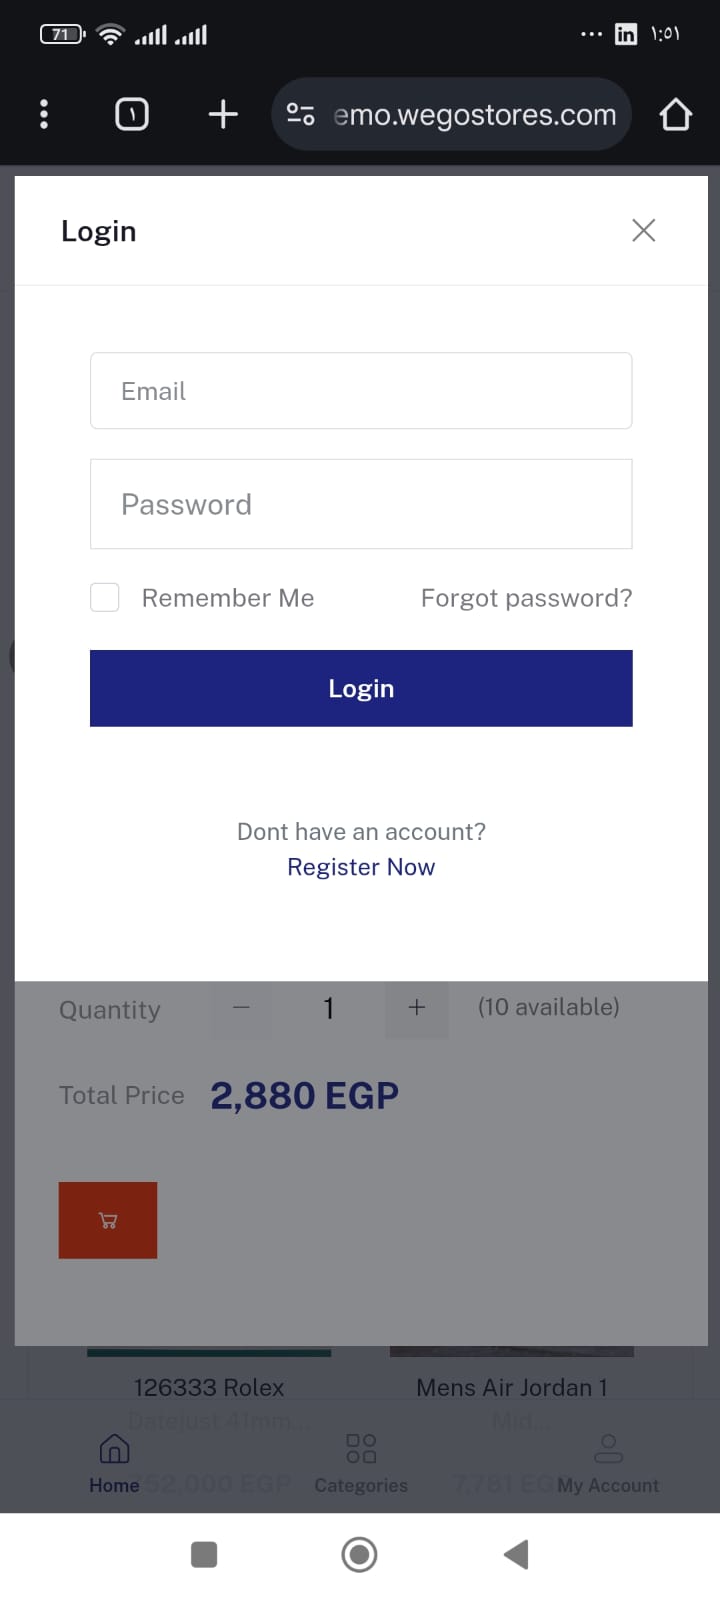 71
in ١:٥١
١
emo.wegostores.com
Login
Email
Password
Remember Me Forgot password?
Login
Dont have an account?
Register Now
Quantity 1 (10 available)
Total Price 2,880 EGP
126333 Rolex Mens Air Jordan 1
Datejust 41mm... Mid...
52,000 EGP 7,781 EG
Home Categories My Account